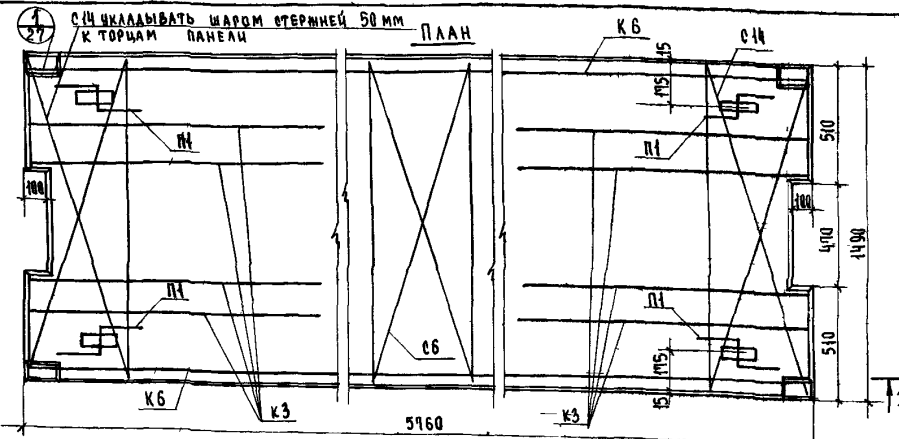 1
27
С14 УКЛАДЫВАТЬ ШАГОМ СТЕРЖНЕЙ 50 ММ
К ТОРЦАМ ПАНЕЛИ
ПЛАН
К6
15
С14
175
П1
П1
510
100
100
470
1490
П1
П1
С6
175
510
15
К6
К3
К3
5760
1